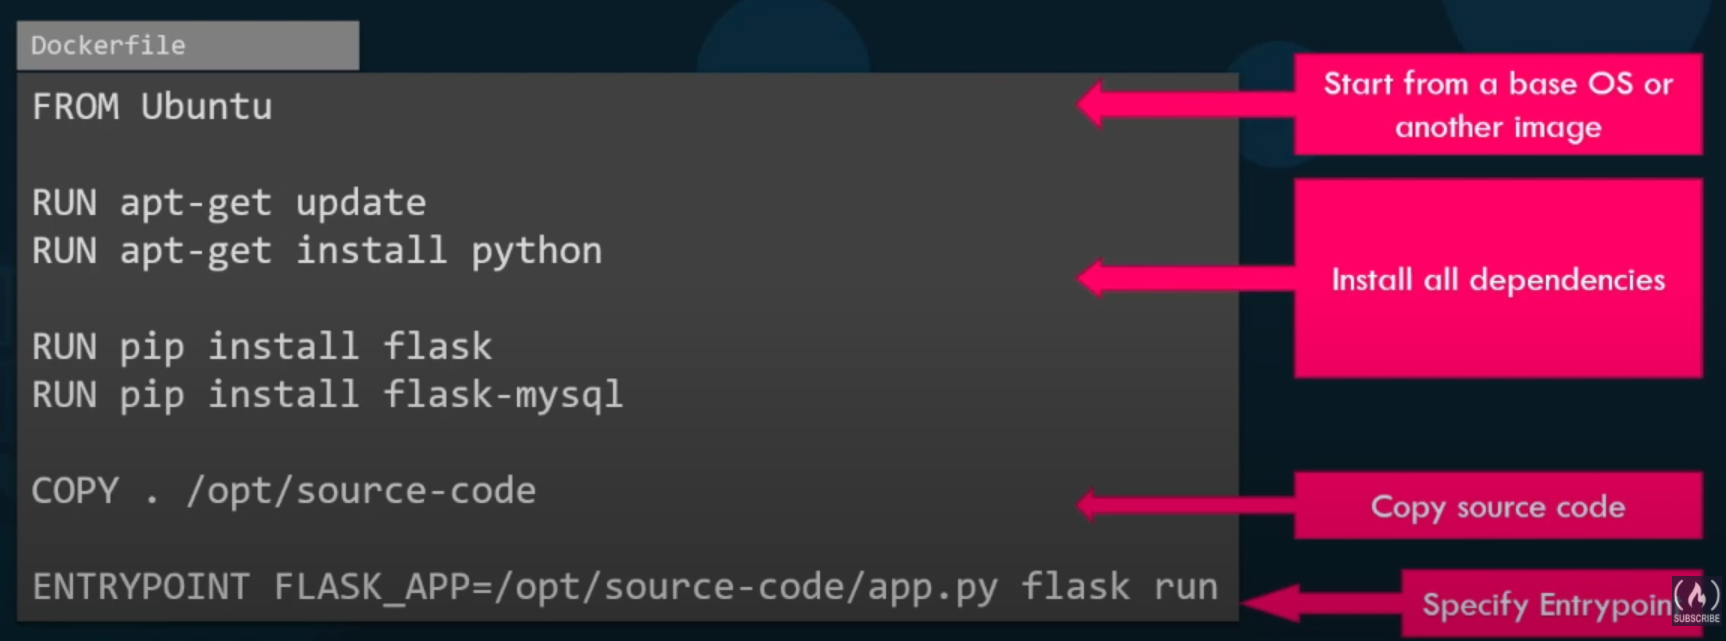 Dockerfile
FROM Ubuntu
RUN apt-get update
RUN apt-get install python
RUN pip install flask
RUN pip install flask-mysql
COPY . /opt/source-code
ENTRYPOINT FLASK_APP=/opt/source-code/app.py flask run
Start from a base OS or
another image
Install all dependencies
Copy source code
Specify Entrypoin
SUBSCRIBE